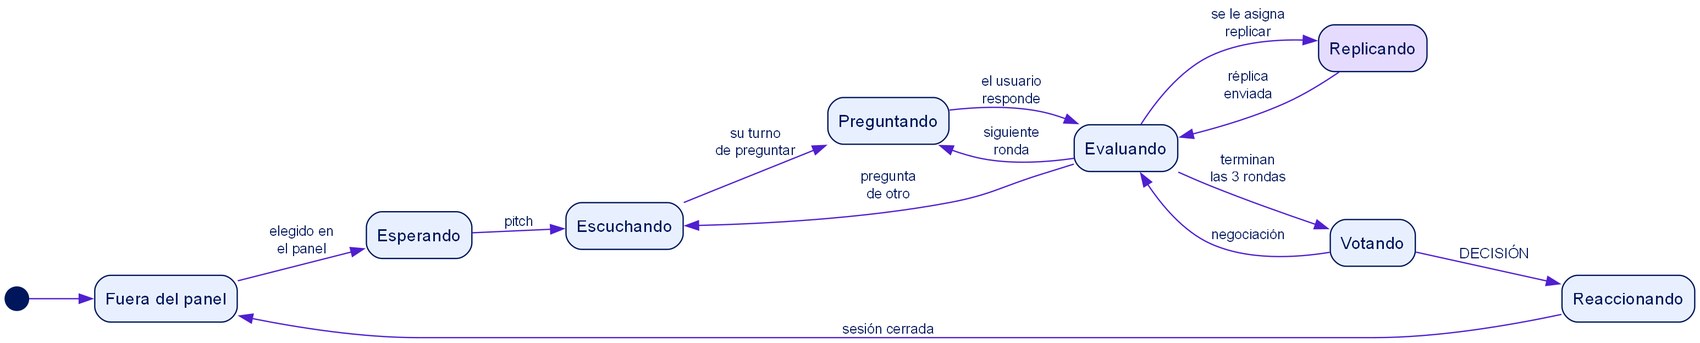 se le asigna
replicar
Replicando
réplica
enviada
el usuario
responde
Preguntando
siguiente
ronda
Evaluando
su turno
de preguntar
terminan
las 3 rondas
pregunta
de otro
elegido en
el panel
Esperando
pitch
Escuchando
negociación
Votando
DECISIÓN
Fuera del panel
Reaccionando
sesión cerrada